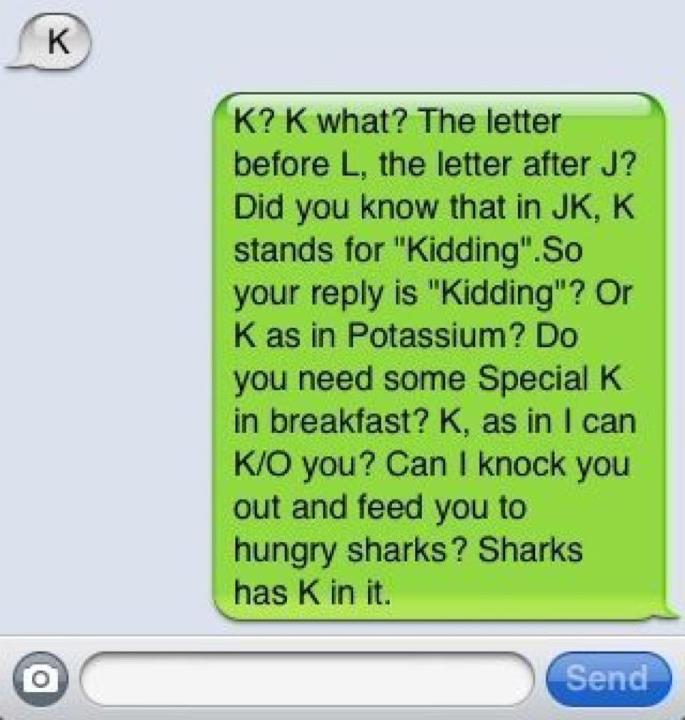 K
K? K what? The letter
before L, the letter after J?
Did you know that in JK, K
stands for "Kidding".So
your reply is "Kidding"? Or
K as in Potassium? Do
you need some Special K
in breakfast? K, as in I can
K/O you? Can I knock you
out and feed you to
hungry sharks? Sharks
has K in it.
Send